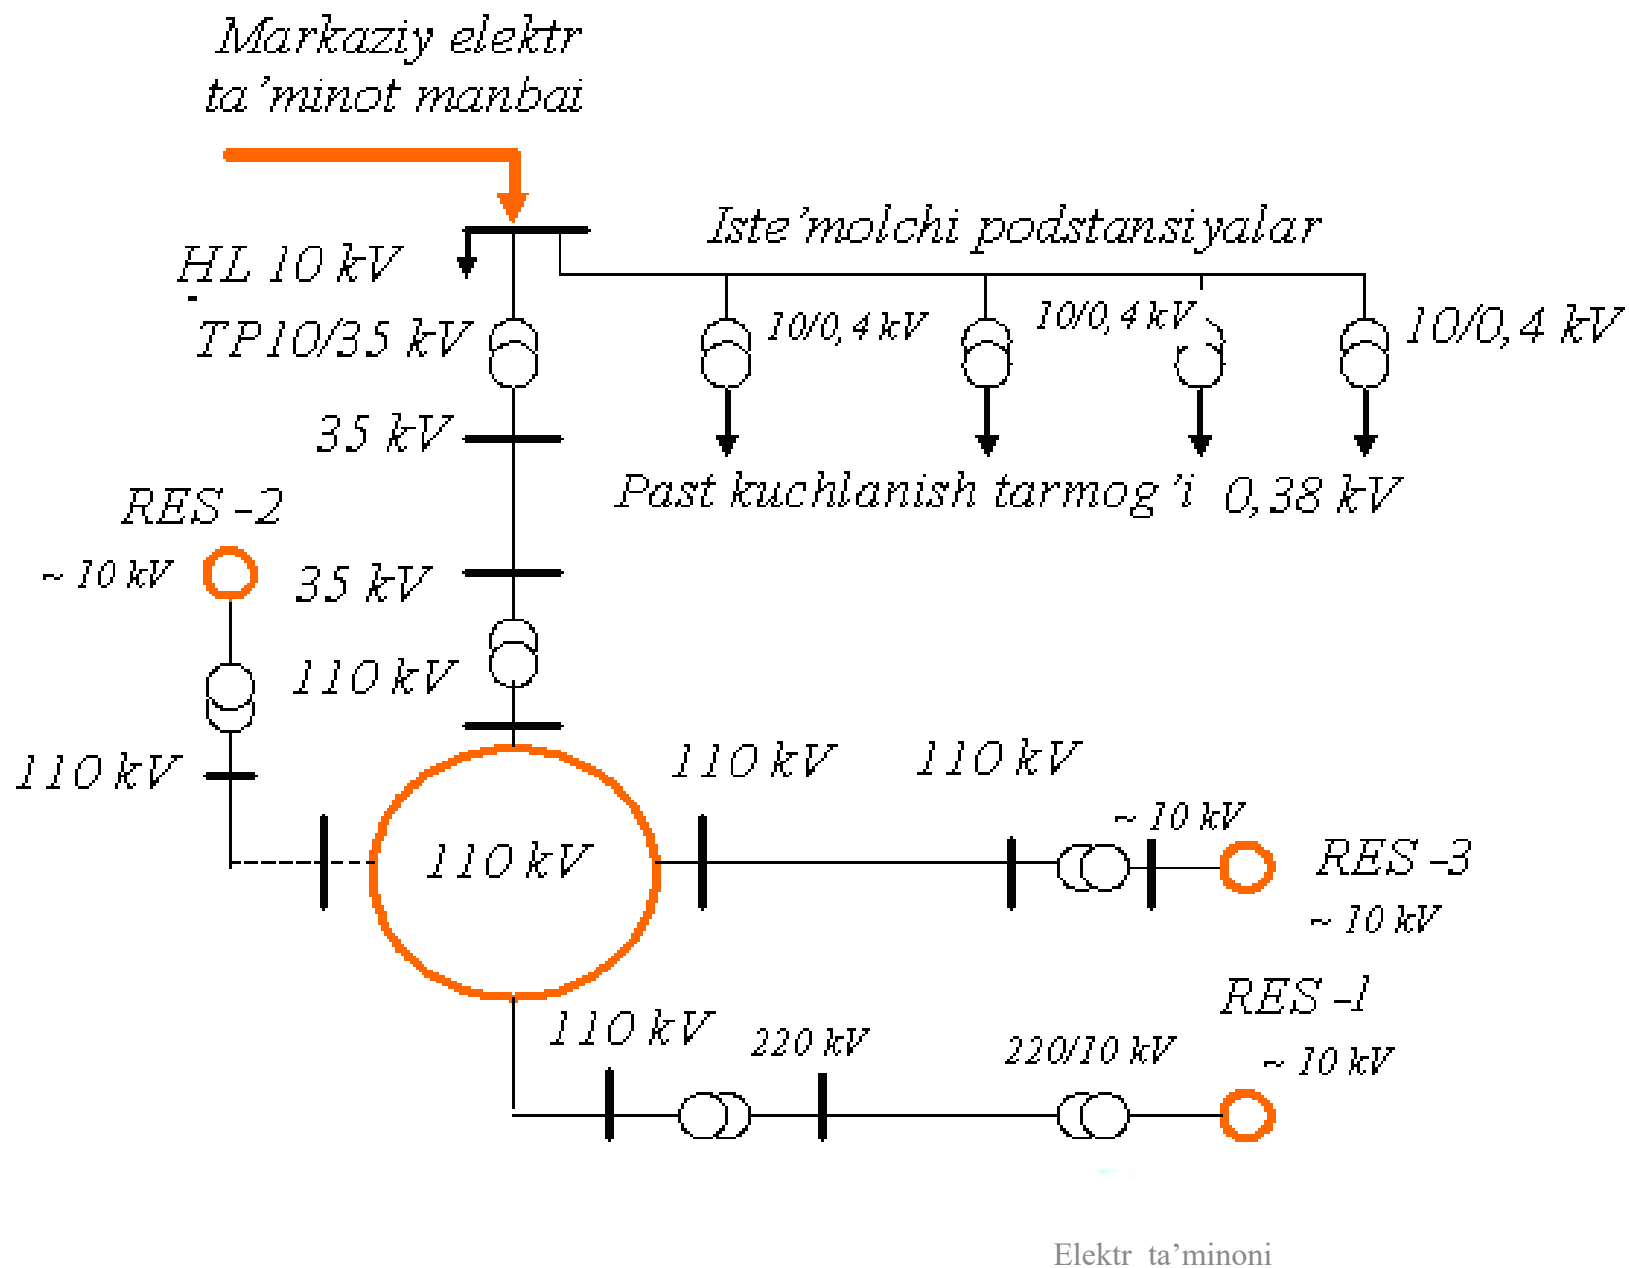 Markaziy elektr
ta’minot manbai
Iste’molchi podstansiyalar
HL 10 kV
TP10/35 kV
10/0,4 kV
10/0,4 kV
10/0,4 kV
35 kV
Past kuchlanish tarmog’i 0,38 kV
RES -2
~ 10 kV
35 kV
110 kV
110 kV
110 kV
110 kV
~ 10 kV
110 kV
RES -3
~ 10 kV
RES -1
110 kV
220 kV
220/10 kV
~ 10 kV
Elektr ta’minoni